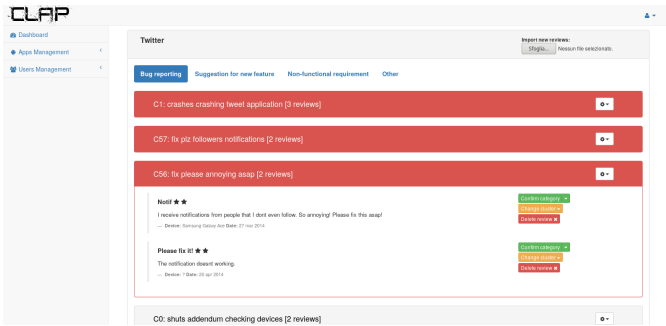 CLAP
Dashboard
Apps Management
Users Management
Twitter
Import new reviews:
Sfoglia... Nessun file selezionato.
Bug reporting Suggestion for new feature Non-functional requirement Other
C1: crashes crashing tweet application [3 reviews]
C57: fix plz followers notifications [2 reviews]
C56: fix please annoying asap [2 reviews]
Notif ★★
I receive notifications from people that I dont even follow. So annoying! Please fix this asap!
— Device: Samsung Galaxy Ace Date: 27 mar 2014
Confirm category
Change cluster
Delete review ✖
Please fix it! ★★
The notification doesnt working.
— Device: ? Date: 20 apr 2014
Confirm category
Change cluster
Delete review ✖
C0: shuts addendum checking devices [2 reviews]